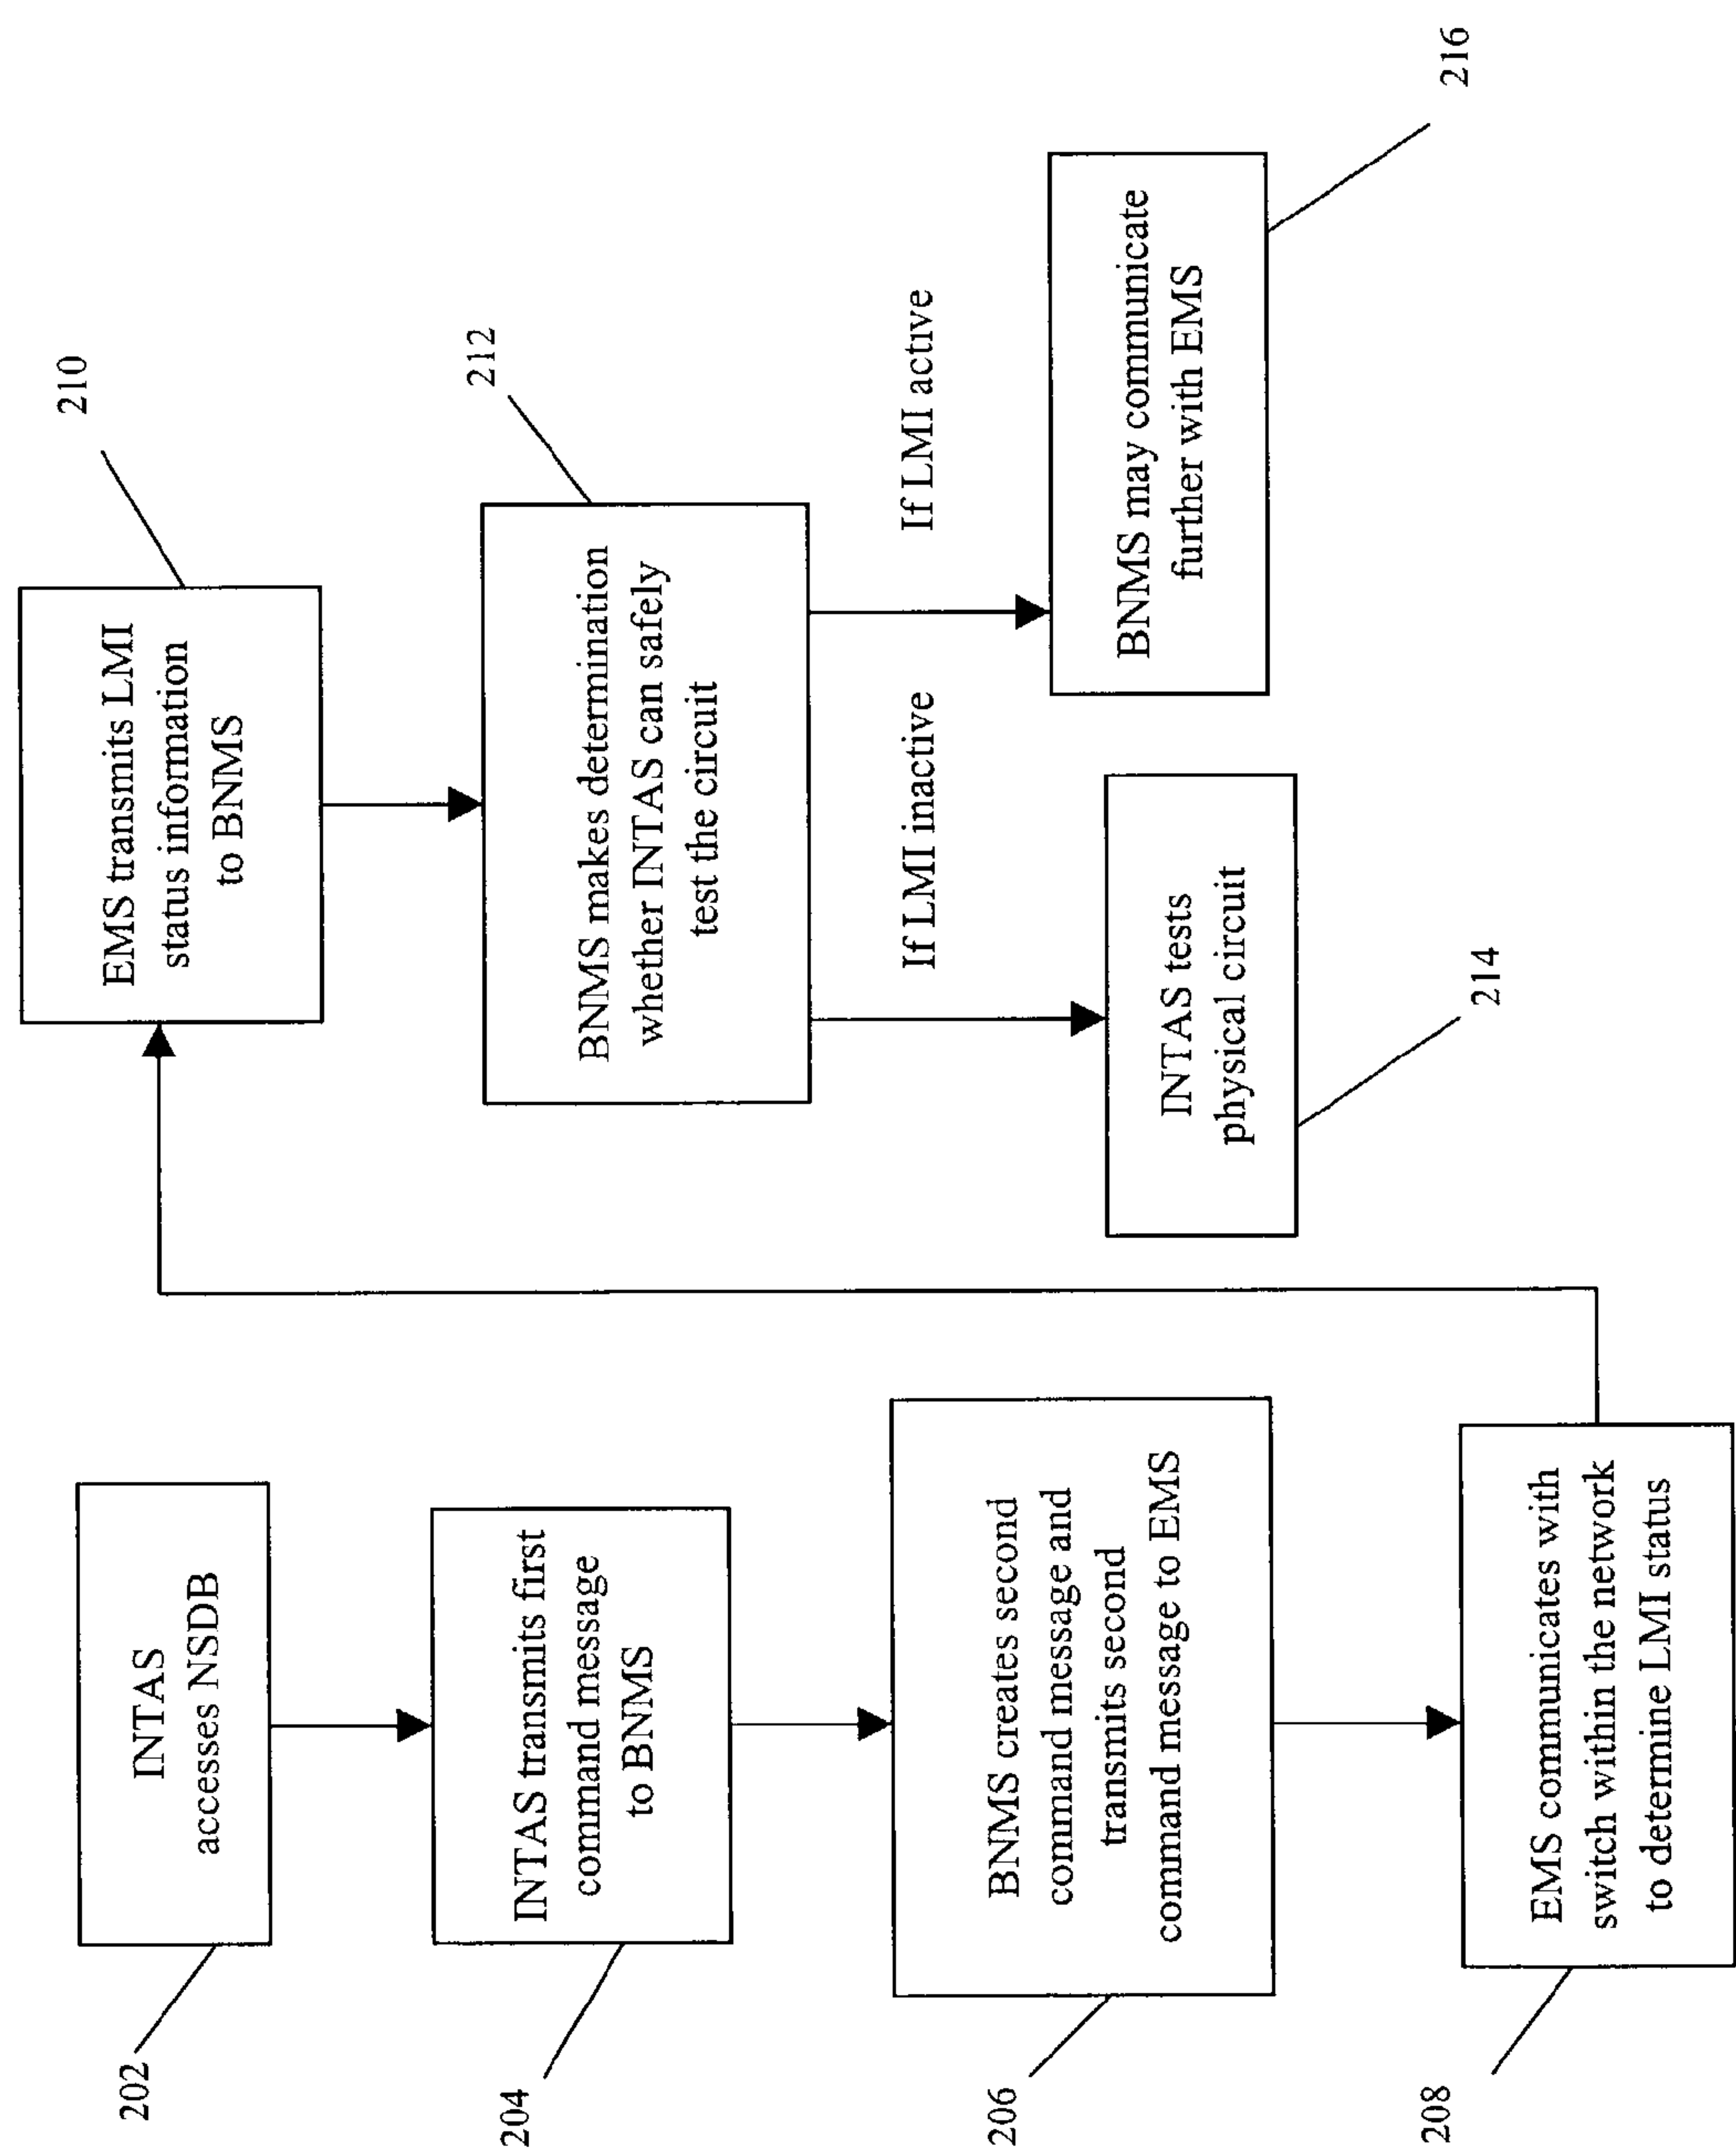 202
INTAS
accesses NSDB
204
INTAS transmits first
command message
to BNMS
206
BNMS creates second
command message and
transmits second
command message to EMS
208
EMS communicates with
switch within the network
to determine LMI status
210
EMS transmits LMI
status information
to BNMS
212
BNMS makes determination
whether INTAS can safely
test the circuit
If LMI inactive
If LMI active
INTAS tests
physical circuit
214
BNMS may communicate
further with EMS
216